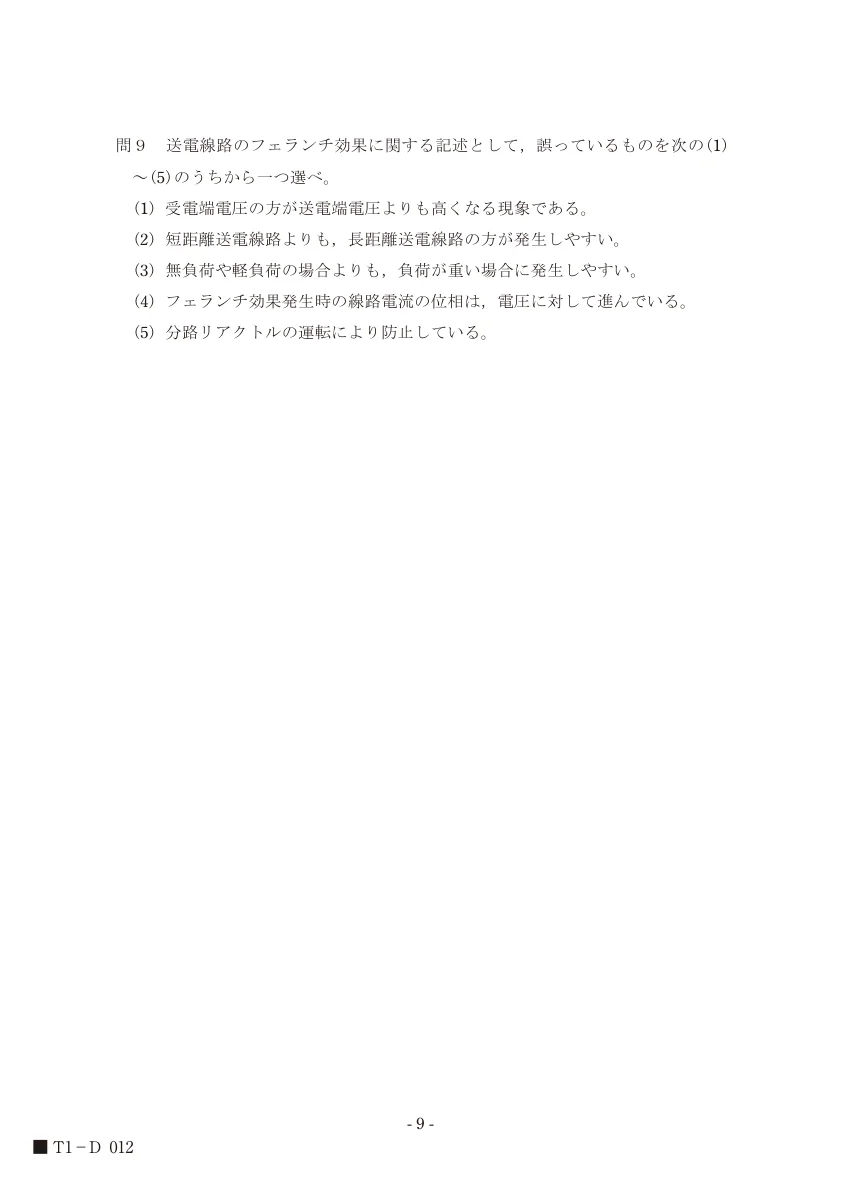 問９　送電線路のフェランチ効果に関する記述として，誤っているものを次の(1)
～(5)のうちから一つ選べ。
(1) 受電端電圧の方が送電端電圧よりも高くなる現象である。
(2) 短距離送電線路よりも，長距離送電線路の方が発生しやすい。
(3) 無負荷や軽負荷の場合よりも，負荷が重い場合に発生しやすい。
(4) フェランチ効果発生時の線路電流の位相は，電圧に対して進んでいる。
(5) 分路リアクトルの運転により防止している。
- 9 -
■ T1－D 012